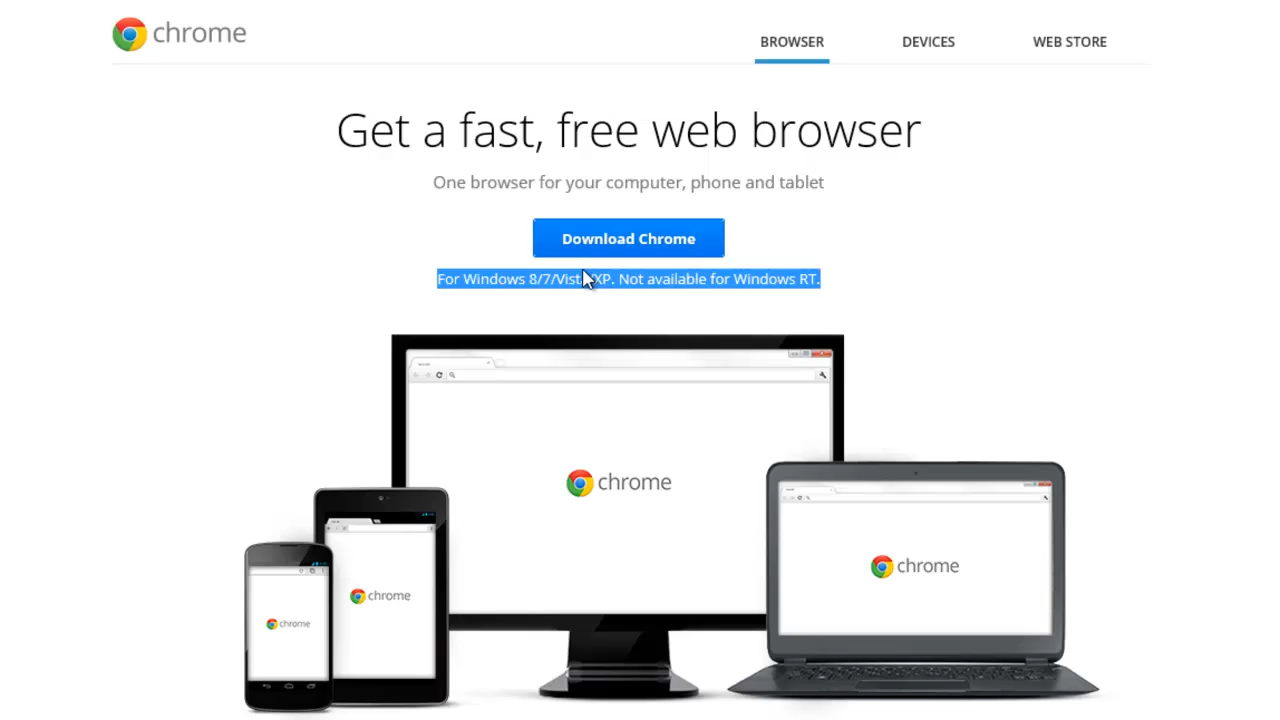 chrome
BROWSER
DEVICES
WEB STORE
Get a fast, free web browser
One browser for your computer, phone and tablet
Download Chrome
For Windows 8/7/Vista/XP. Not available for Windows RT.
chrome
chrome
chrome
chrome